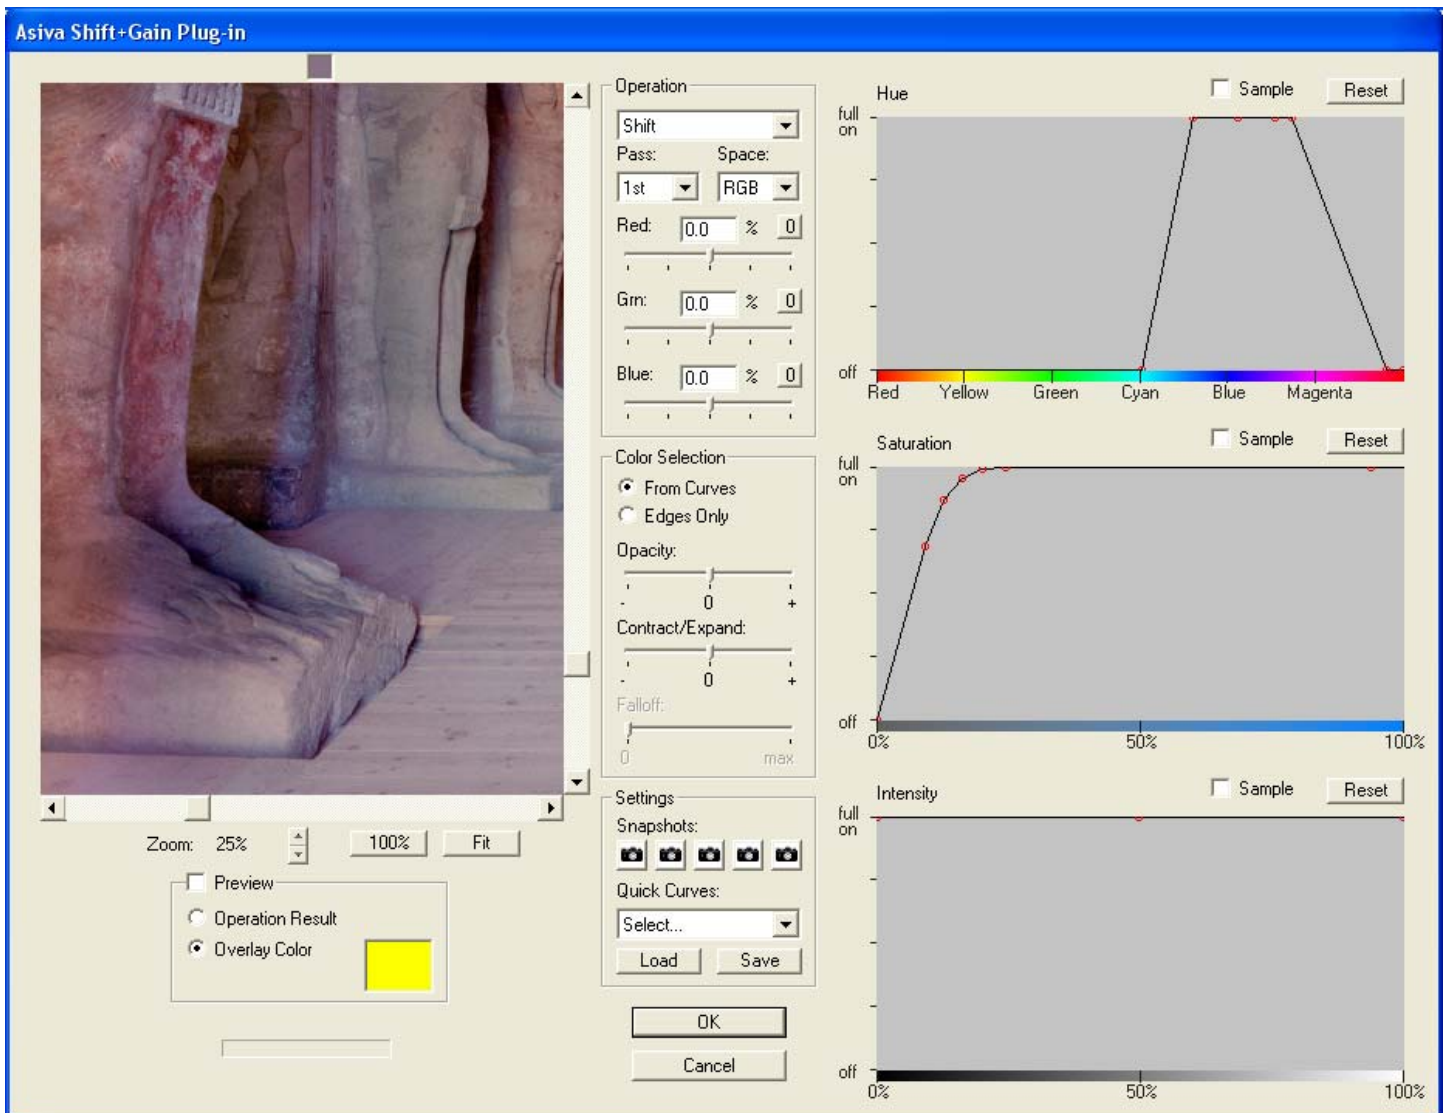 Asiva Shift+Gain Plug-in
Operation
Shift
Pass: Space:
1st RGB
Red: 0.0 % 0
Grn: 0.0 % 0
Blue: 0.0 % 0
Color Selection
From Curves
Edges Only
Opacity:
- 0 +
Contract/Expand:
- 0 +
Falloff:
0 max
Settings
Snapshots:
Quick Curves:
Select...
Load Save
OK
Cancel
Zoom: 25% 100% Fit
Preview
Operation Result
Overlay Color
Hue Sample Reset
full
on
off
Red Yellow Green Cyan Blue Magenta
Saturation Sample Reset
full
on
off
0% 50% 100%
Intensity Sample Reset
full
on
off
0% 50% 100%